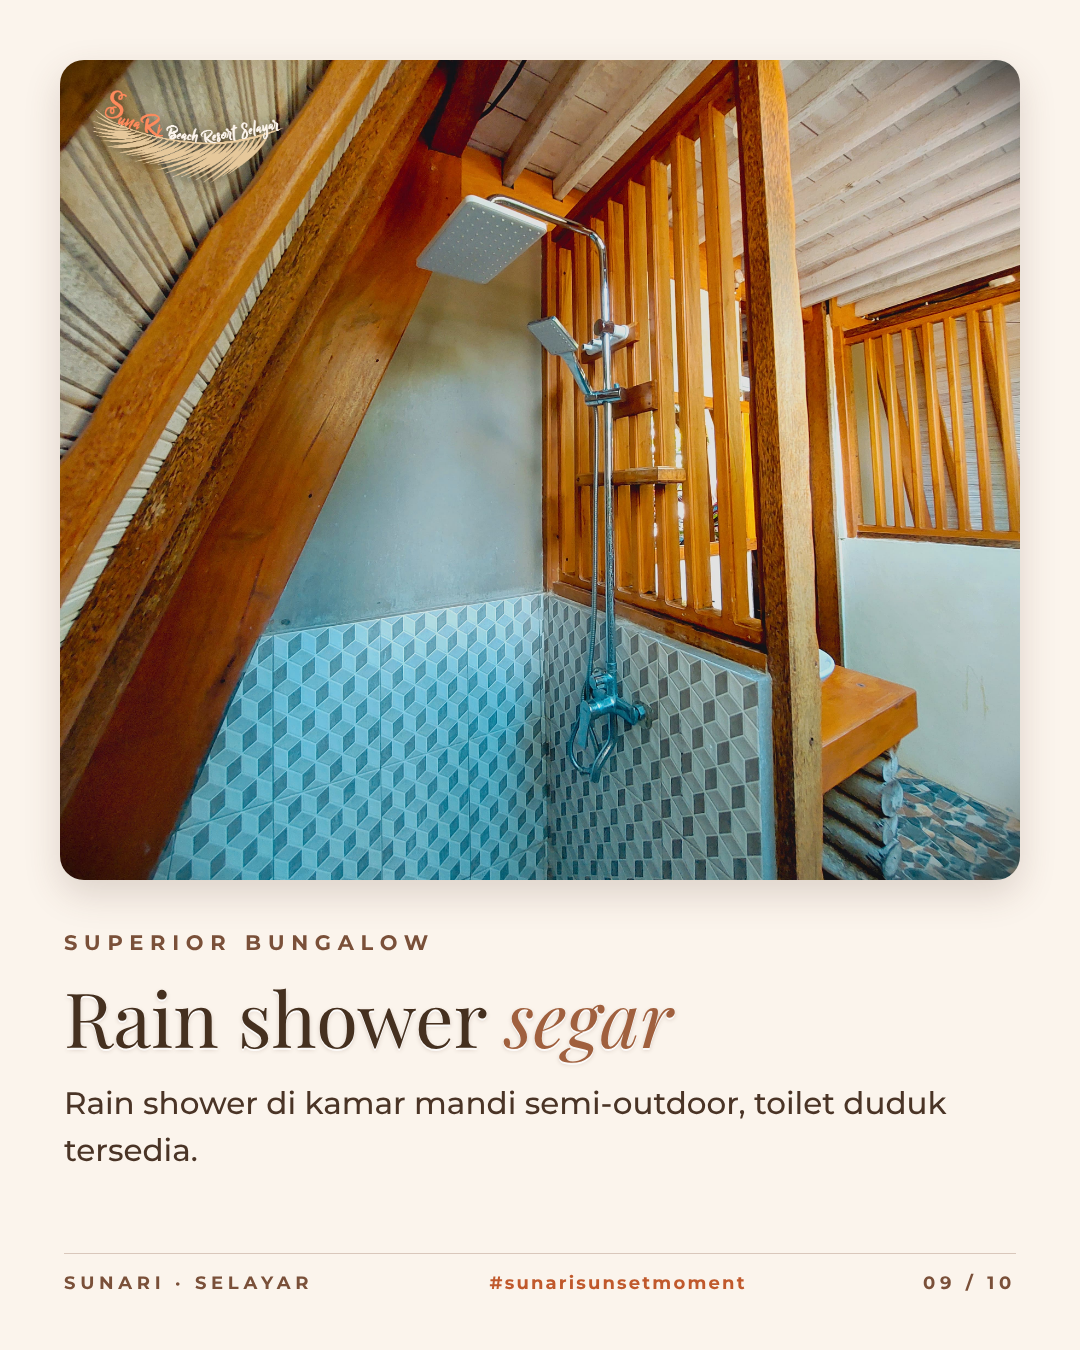 SunaRi Beach Resort Selayar
SUPERIOR BUNGALOW
Rain shower segar
Rain shower di kamar mandi semi-outdoor, toilet duduk
tersedia.
SUNARI · SELAYAR
#sunarisunsetmoment
09 / 10